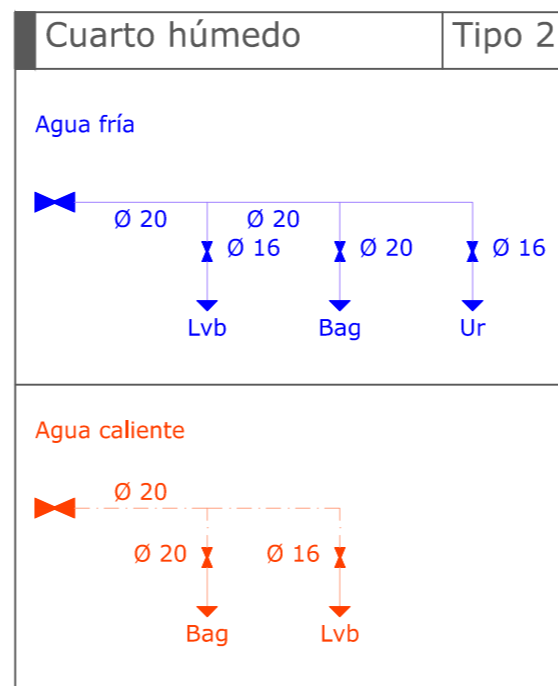 Cuarto húmedo Tipo 2
Agua fría
Ø 20 Ø 20
Ø 16 Ø 20 Ø 16
Lvb Bag Ur
Agua caliente
Ø 20
Ø 20 Ø 16
Bag Lvb